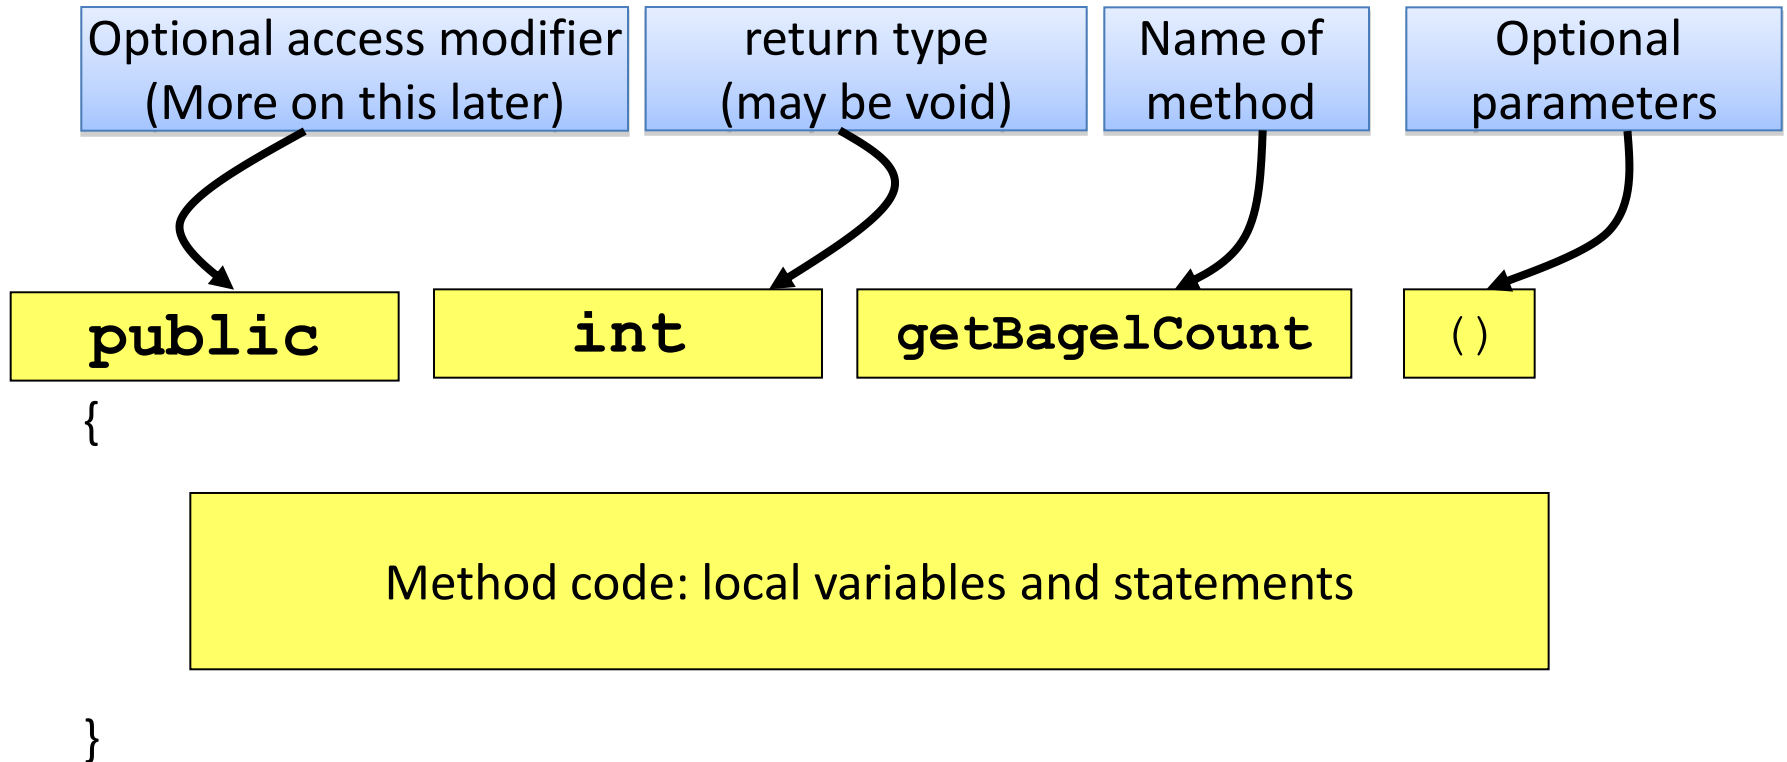 Optional access modifier
(More on this later)
return type
(may be void)
Name of
method
Optional
parameters
public
int
getBagelCount
()
{
Method code: local variables and statements
}